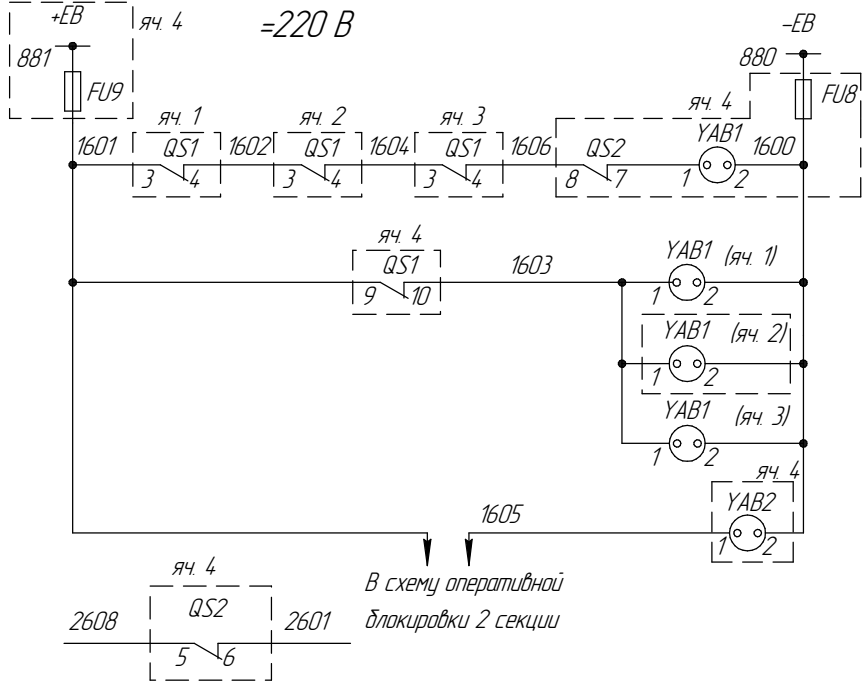 +ЕВ
яч. 4
=220 В
-ЕВ
881
FU9
880
FU8
яч. 4
яч. 1
яч. 2
яч. 3
1601
QS1
1602
QS1
1604
QS1
1606
QS2
YAB1
1600
3 4
3 4
3 4
8 7
1 2
яч. 4
QS1
9 10
1603
YAB1 (яч. 1)
1 2
YAB1 (яч. 2)
1 2
YAB1 (яч. 3)
1 2
яч. 4
1605
YAB2
1 2
В схему оперативной
блокировки 2 секции
яч. 4
2608
QS2
2601
5 6